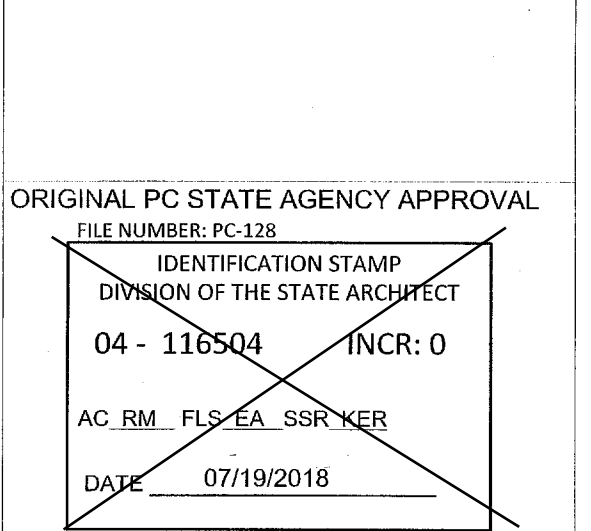 ORIGINAL PC STATE AGENCY APPROVAL
FILE NUMBER: PC-128
IDENTIFICATION STAMP
DIVISION OF THE STATE ARCHITECT
04 - 116504 INCR: 0
AC RM FLS EA SSR KER
DATE 07/19/2018